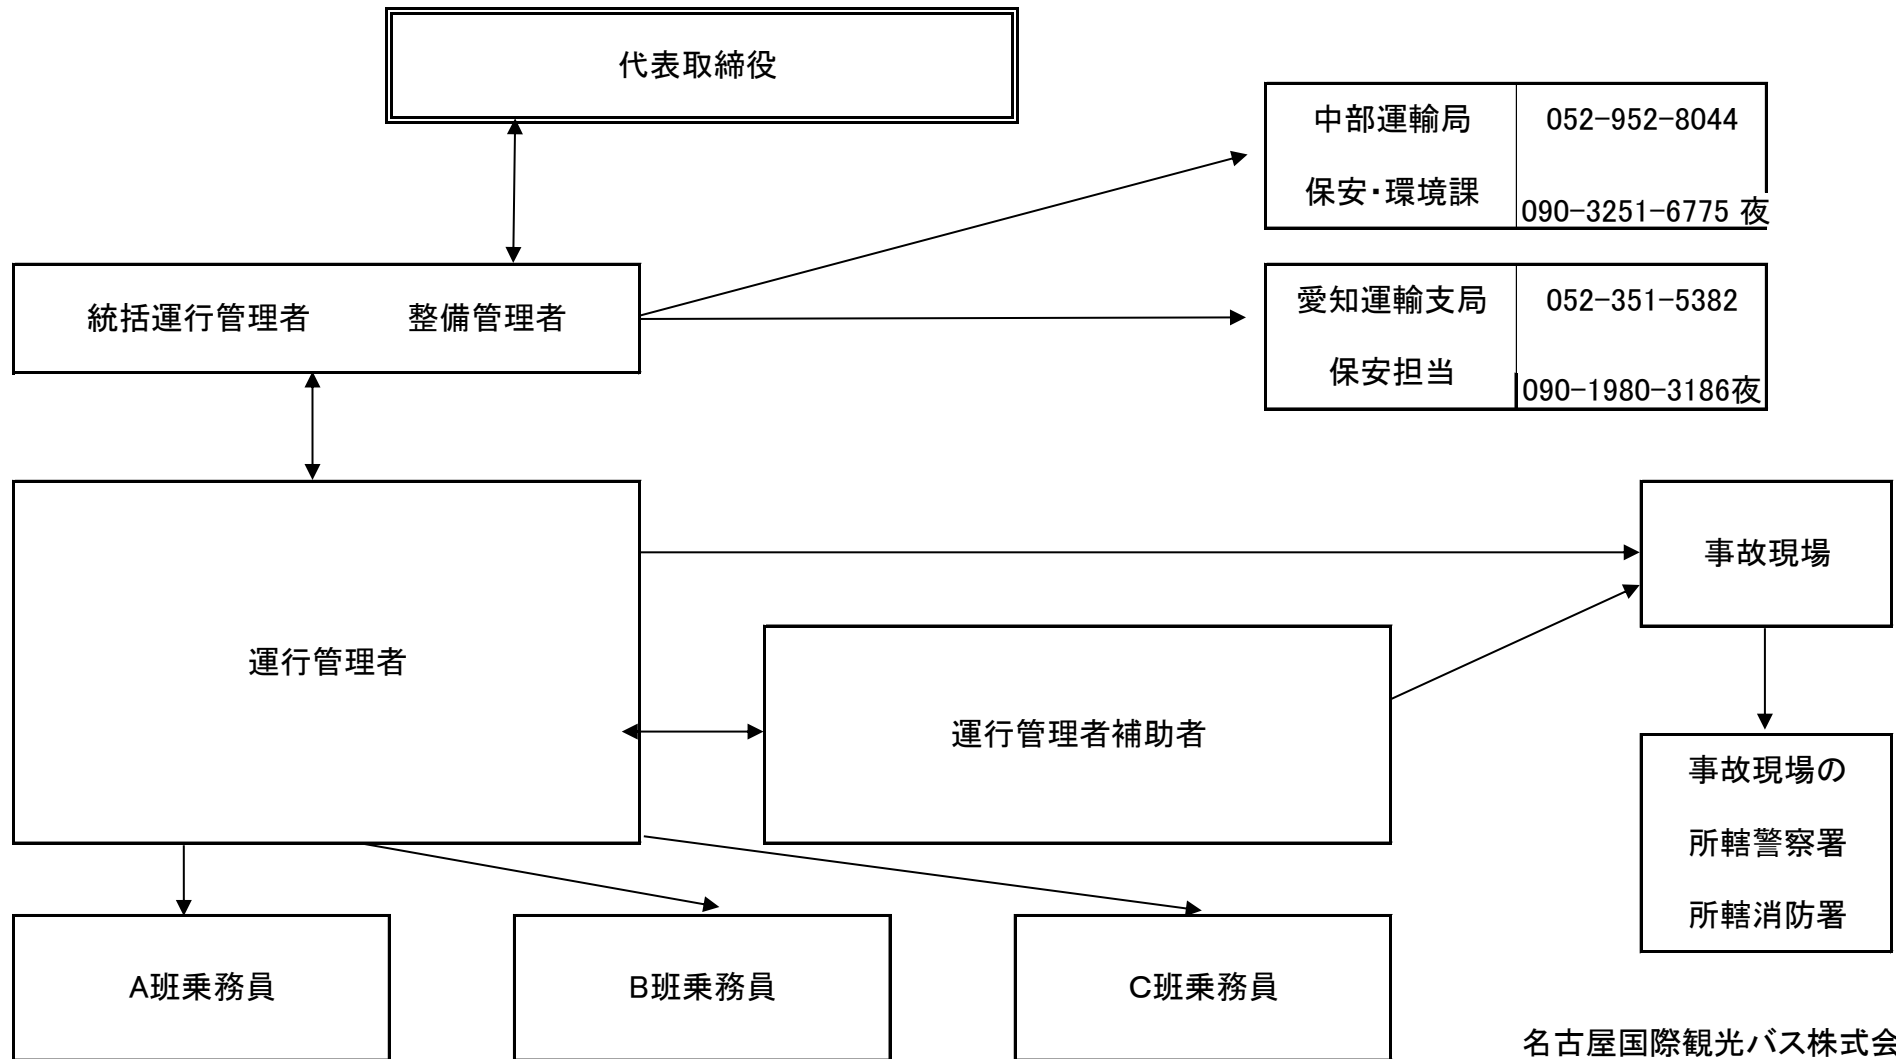 代表取締役
中部運輸局 052-952-8044
保安・環境課 090-3251-6775 夜
統括運行管理者 整備管理者
愛知運輸支局 052-351-5382
保安担当 090-1980-3186夜
事故現場
運行管理者
運行管理者補助者
事故現場の
所轄警察署
所轄消防署
A班乗務員 B班乗務員 C班乗務員
名古屋国際観光バス株式会